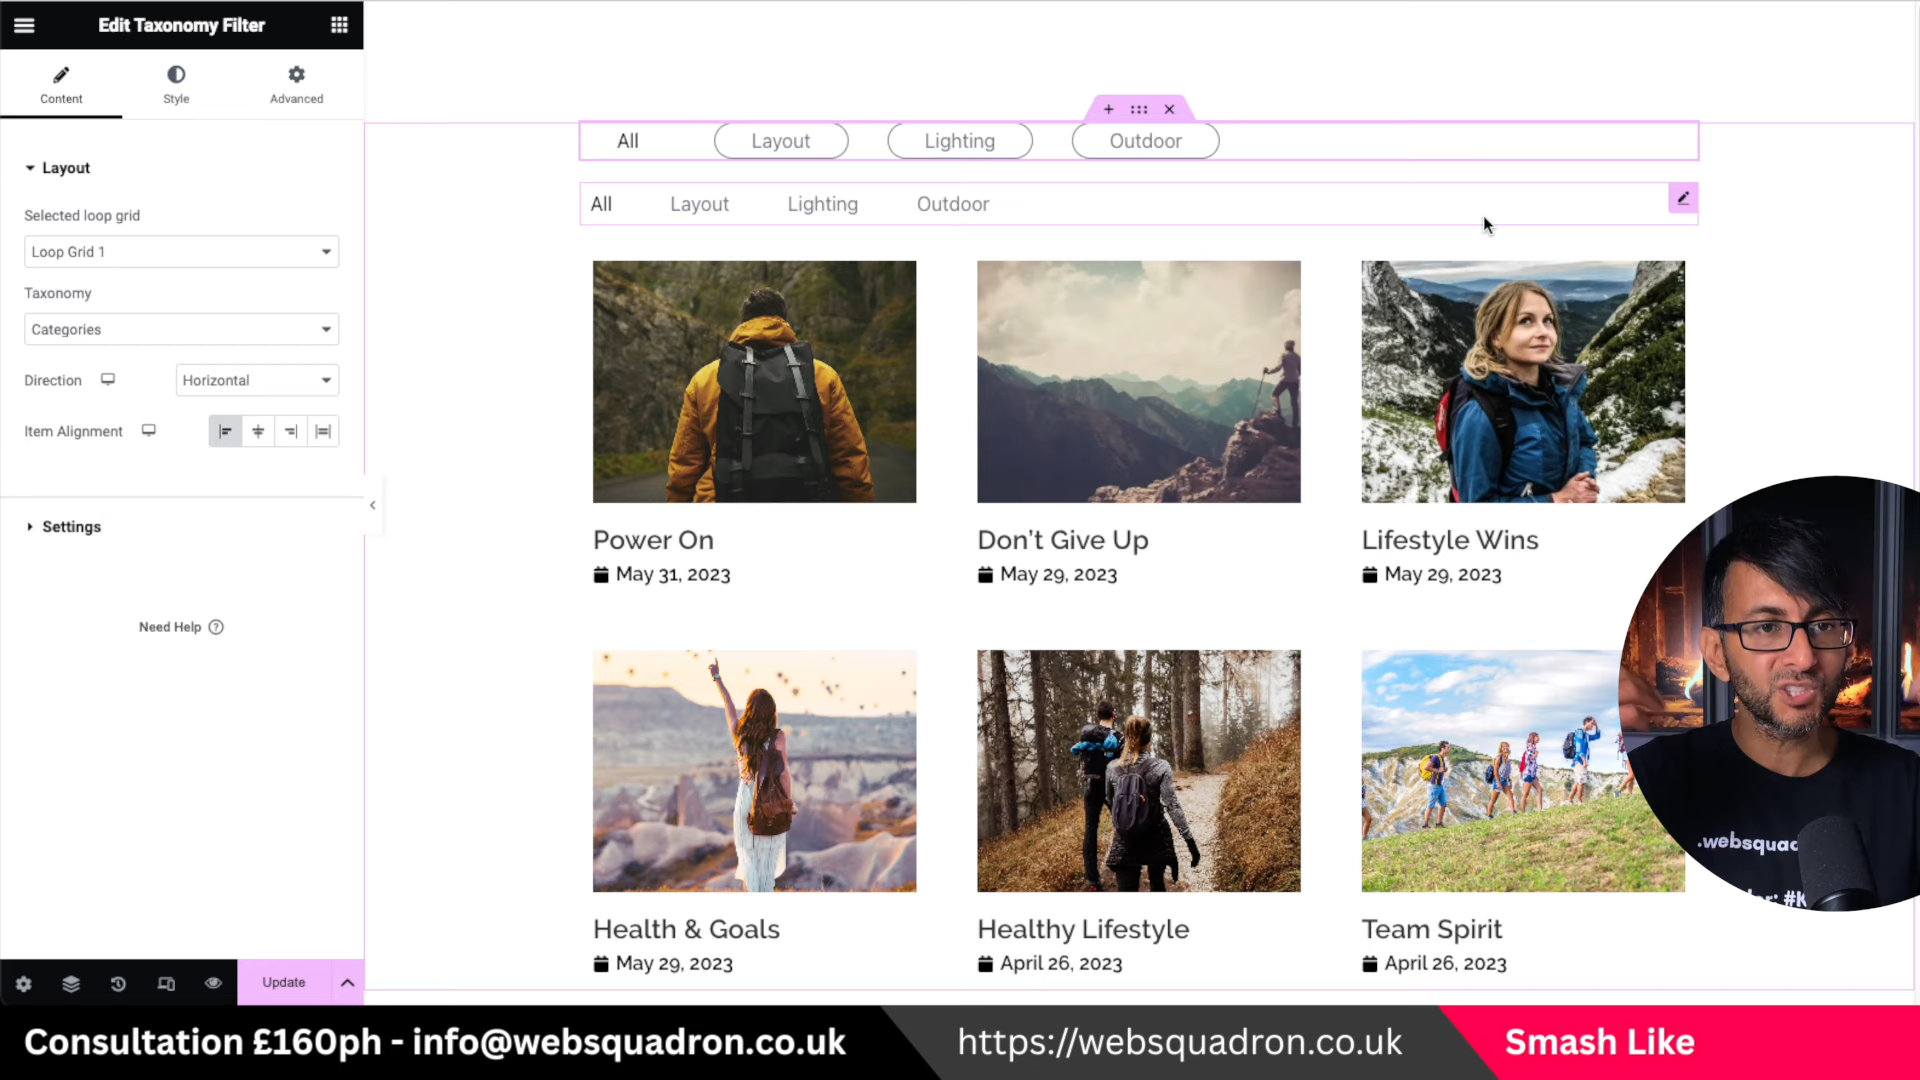 Edit Taxonomy Filter
Content
Style
Advanced
Layout
Selected loop grid
Loop Grid 1
Taxonomy
Categories
Direction
Horizontal
Item Alignment
Settings
Need Help
Update
All
Layout
Lighting
Outdoor
All
Layout
Lighting
Outdoor
Power On
May 31, 2023
Don't Give Up
May 29, 2023
Lifestyle Wins
May 29, 2023
Health & Goals
May 29, 2023
Healthy Lifestyle
April 26, 2023
Team Spirit
April 26, 2023
.websquad
Consultation £160ph - info@websquadron.co.uk
https://websquadron.co.uk
Smash Like